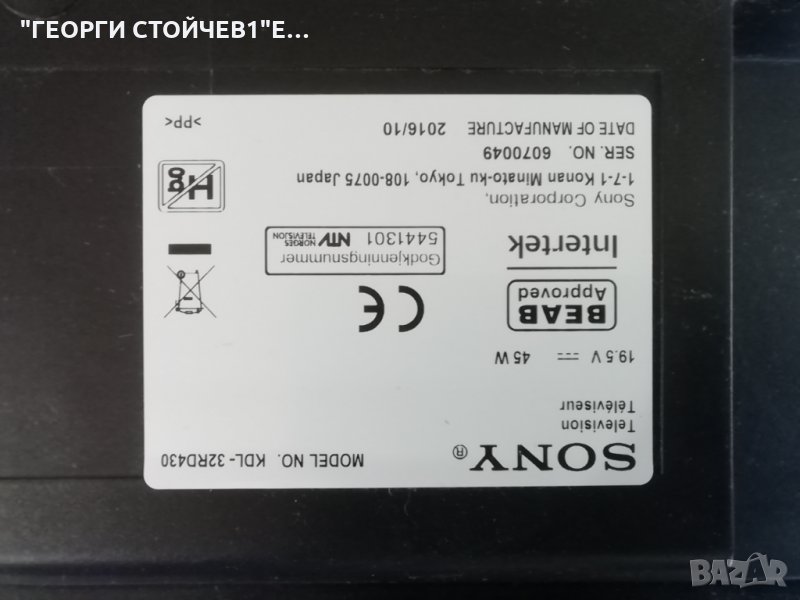 "ГЕОРГИ СТОЙЧЕВ1"Е...
SONY®
MODEL NO. KDL-32RD430
Television
Téléviseur
19.5 V 45 W
BEAB
Approved
CE
Intertek
Godkjenningsnummer
5441301 NORGES NTV TELEVISJON
Sony Corporation,
1-7-1 Konan Minato-ku Tokyo, 108-0075 Japan
Hg
SER. NO. 6070049
DATE OF MANUFACTURE 2016/10
>PP<
BAZAR